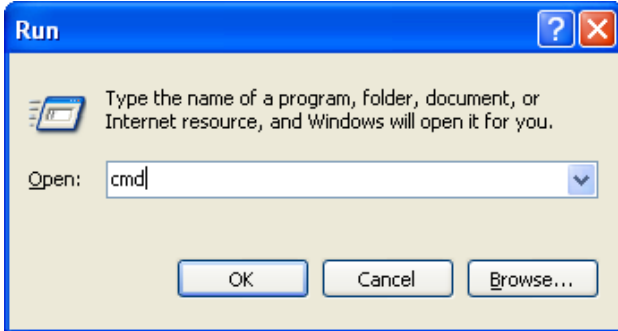 Run
Type the name of a program, folder, document, or
Internet resource, and Windows will open it for you.
Open: cmd
OK Cancel Browse...